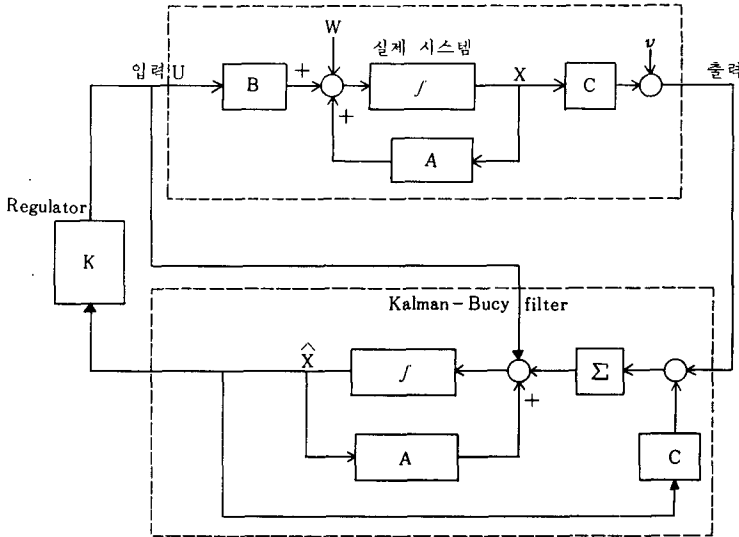 W
실제 시스템
ν
입력 U
B
+
∫
X
C
출력
+
A
Regulator
K
Kalman-Bucy filter
X̂
∫
Σ
+
A
C